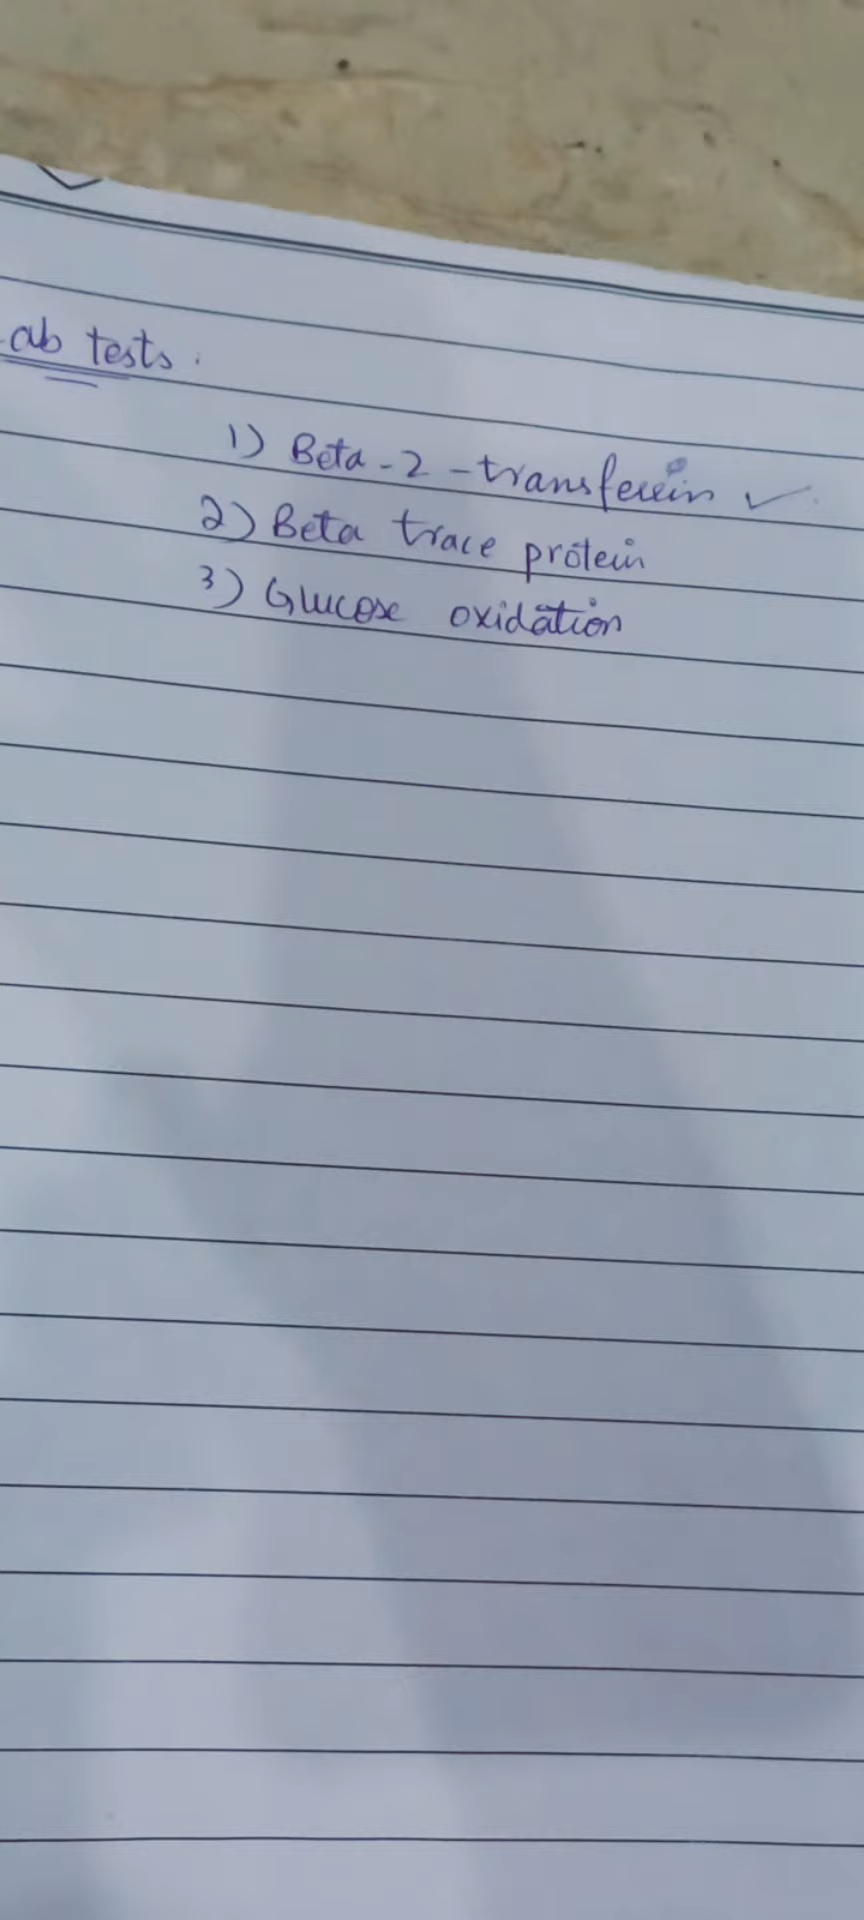 ab tests.
1) Beta-2-transferrin ✓
2) Beta trace protein
3) Glucose oxidation